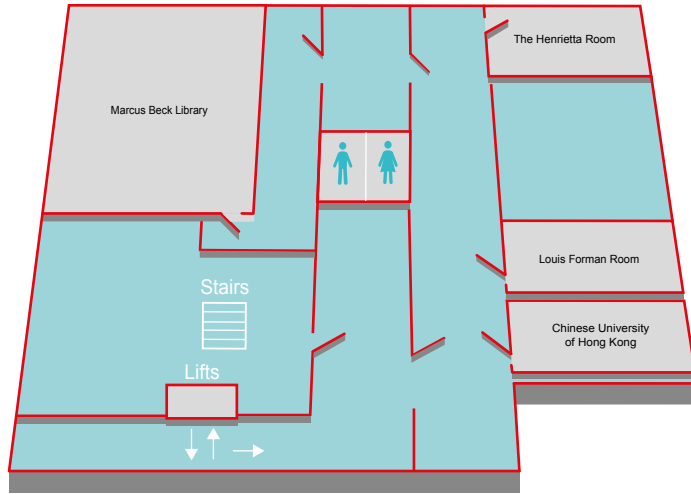 The Henrietta Room
Marcus Beck Library
Louis Forman Room
Stairs
Chinese University
of Hong Kong
Lifts